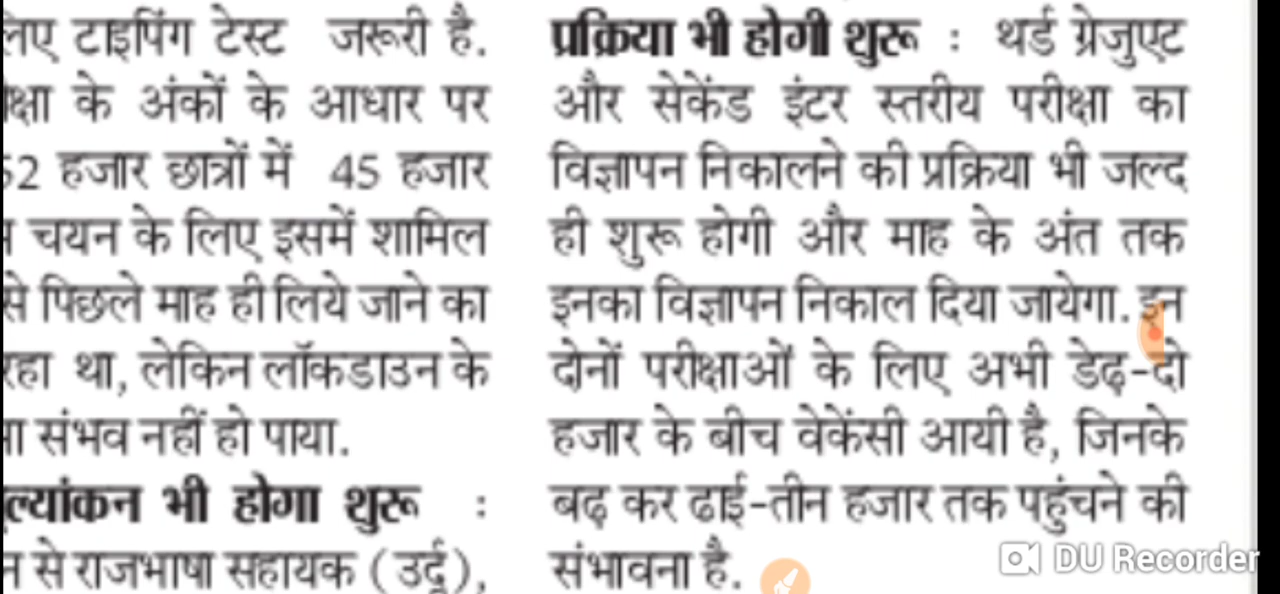 टाइपिंग टेस्ट जरूरी है.
के अंकों के आधार पर
हजार छात्रों में 45 हजार
चयन के लिए इसमें शामिल
से पिछले माह ही लिये जाने का
रहा था, लेकिन लॉकडाउन के
संभव नहीं हो पाया.
भी होगा शुरू :
से राजभाषा सहायक (उर्दू),
प्रक्रिया भी होगी शुरू : थर्ड ग्रेजुएट
और सेकेंड इंटर स्तरीय परीक्षा का
विज्ञापन निकालने की प्रक्रिया भी जल्द
ही शुरू होगी और माह के अंत तक
इनका विज्ञापन निकाल दिया जायेगा. इन
दोनों परीक्षाओं के लिए अभी डेढ़-दो
हजार के बीच वेकेंसी आयी है, जिनके
बढ़ कर ढाई-तीन हजार तक पहुंचने की
संभावना है.
DU Recorder